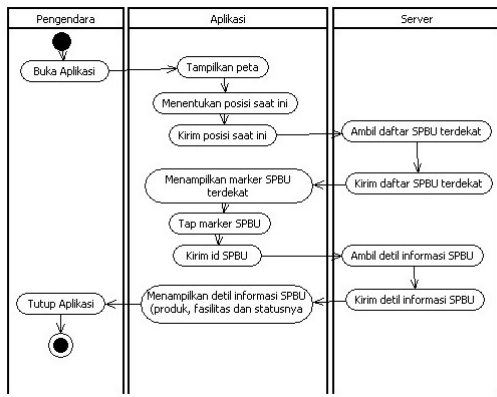 Pengendara
Aplikasi
Server
Buka Aplikasi
Tampilkan peta
Menentukan posisi saat ini
Kirim posisi saat ini
Ambil daftar SPBU terdekat
Kirim daftar SPBU terdekat
Menampilkan marker SPBU
terdekat
Tap marker SPBU
Kirim id SPBU
Ambil detil informasi SPBU
Kirim detil informasi SPBU
Menampilkan detil informasi SPBU
(produk, fasilitas dan statusnya
Tutup Aplikasi